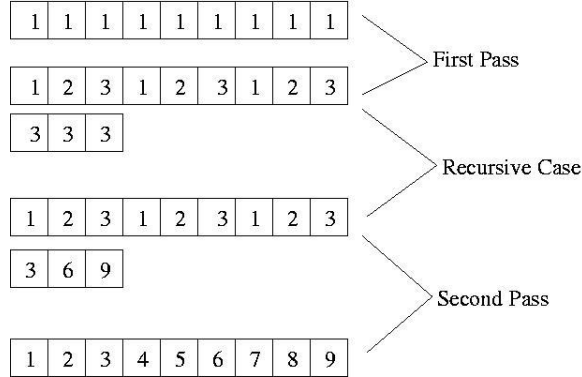 1 1 1 1 1 1 1 1 1
First Pass
1 2 3 1 2 3 1 2 3
3 3 3
Recursive Case
1 2 3 1 2 3 1 2 3
3 6 9
Second Pass
1 2 3 4 5 6 7 8 9